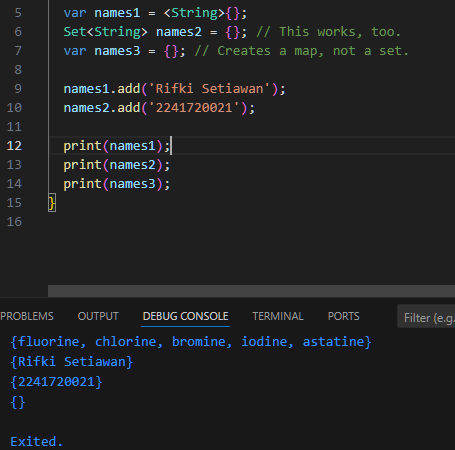 5 var names1 = <String>{};
6 Set<String> names2 = {}; // This works, too.
7 var names3 = {}; // Creates a map, not a set.
8
9 names1.add('Rifki Setiawan');
10 names2.add('2241720021');
11
12 print(names1);
13 print(names2);
14 print(names3);
15 }
16
PROBLEMS OUTPUT DEBUG CONSOLE TERMINAL PORTS Filter (e.g.
{fluorine, chlorine, bromine, iodine, astatine}
{Rifki Setiawan}
{2241720021}
{}
Exited.